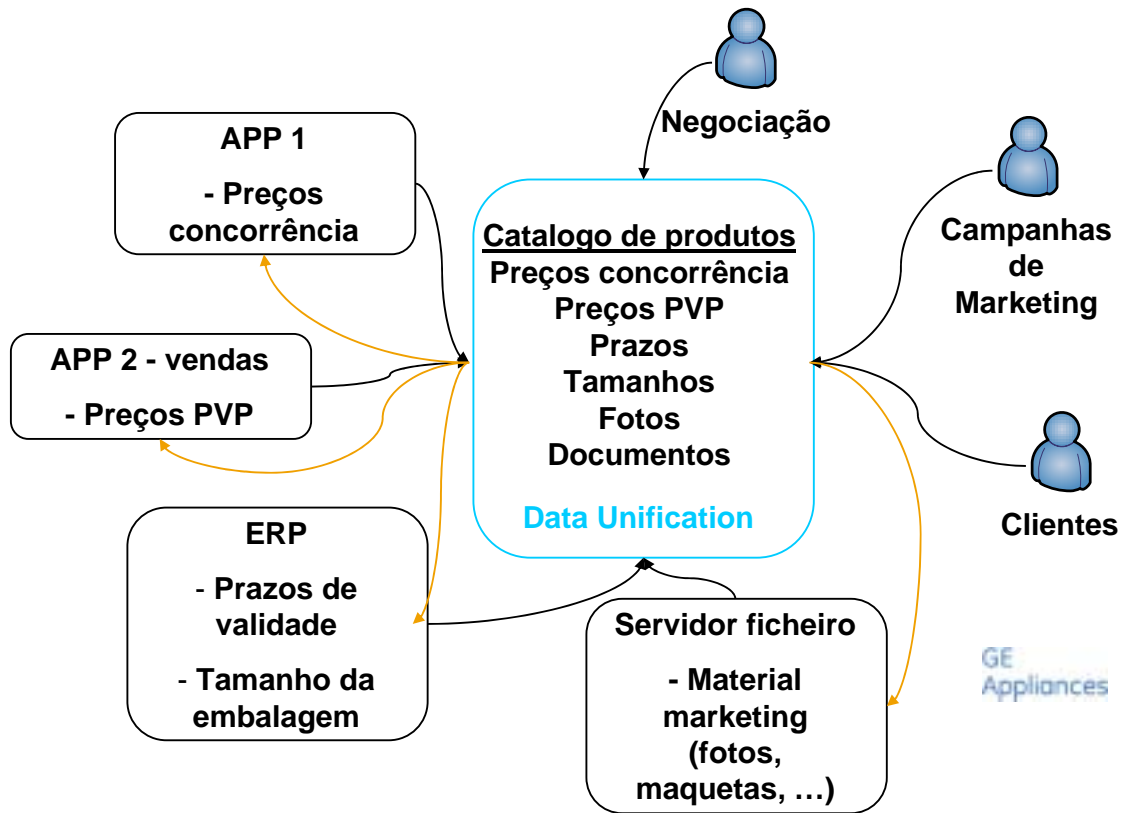 Negociação
APP 1
- Preços
concorrência
Campanhas
de
Marketing
Catalogo de produtos
Preços concorrência
Preços PVP
Prazos
Tamanhos
Fotos
Documentos
Data Unification
APP 2 - vendas
- Preços PVP
Clientes
ERP
- Prazos de
validade
- Tamanho da
embalagem
Servidor ficheiro
- Material
marketing
(fotos,
maquetas, …)
GE
Appliances